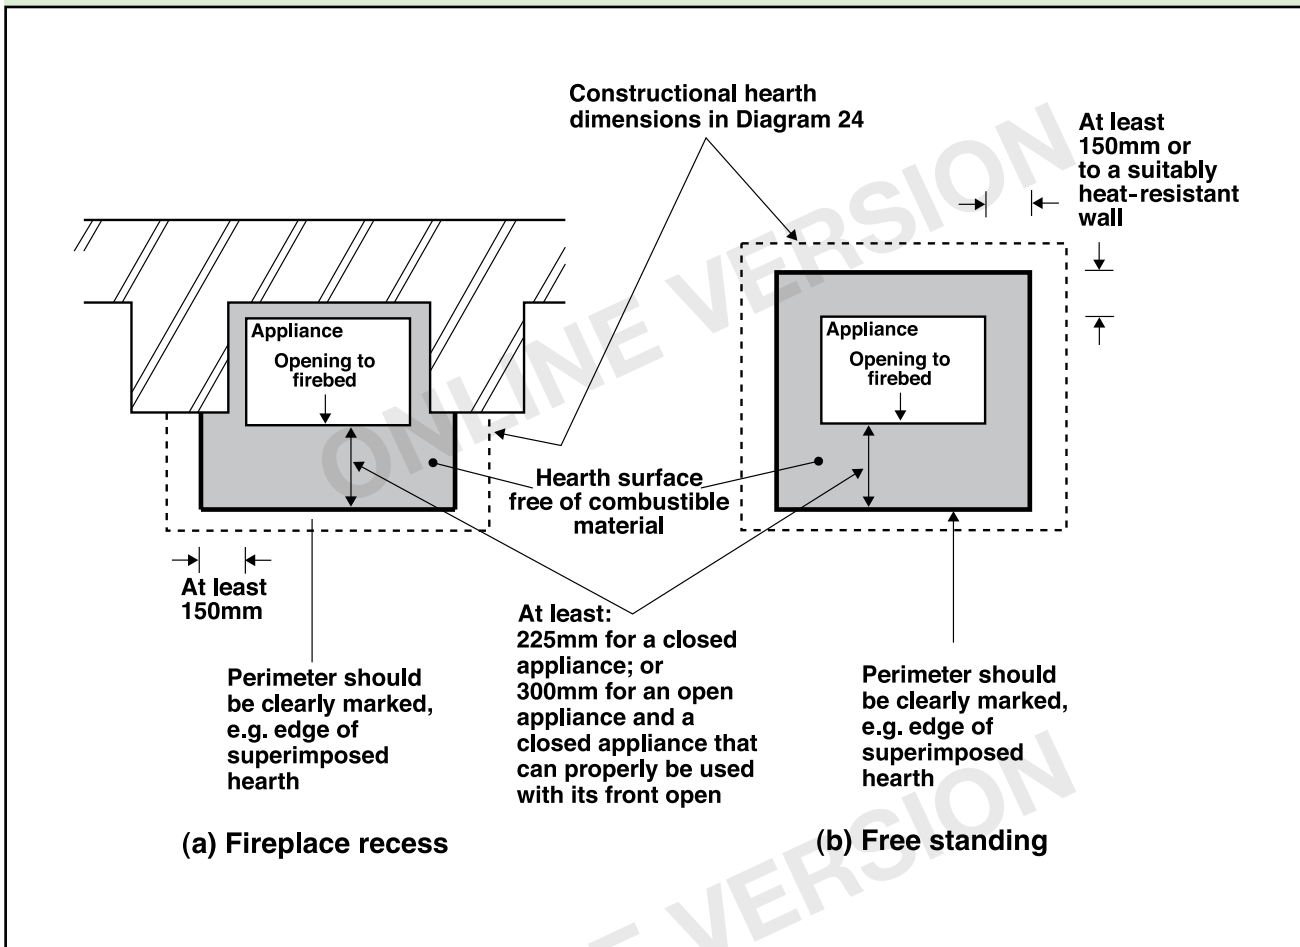 Constructional hearth
dimensions in Diagram 24
At least
150mm or
to a suitably
heat-resistant
wall
Appliance
Opening to
firebed
Appliance
Opening to
firebed
Hearth surface
free of combustible
material
At least
150mm
At least:
225mm for a closed
appliance; or
300mm for an open
appliance and a
closed appliance that
can properly be used
with its front open
Perimeter should
be clearly marked,
e.g. edge of
superimposed
hearth
Perimeter should
be clearly marked,
e.g. edge of
superimposed
hearth
(a) Fireplace recess
(b) Free standing
ONLINE VERSION
E VERSION